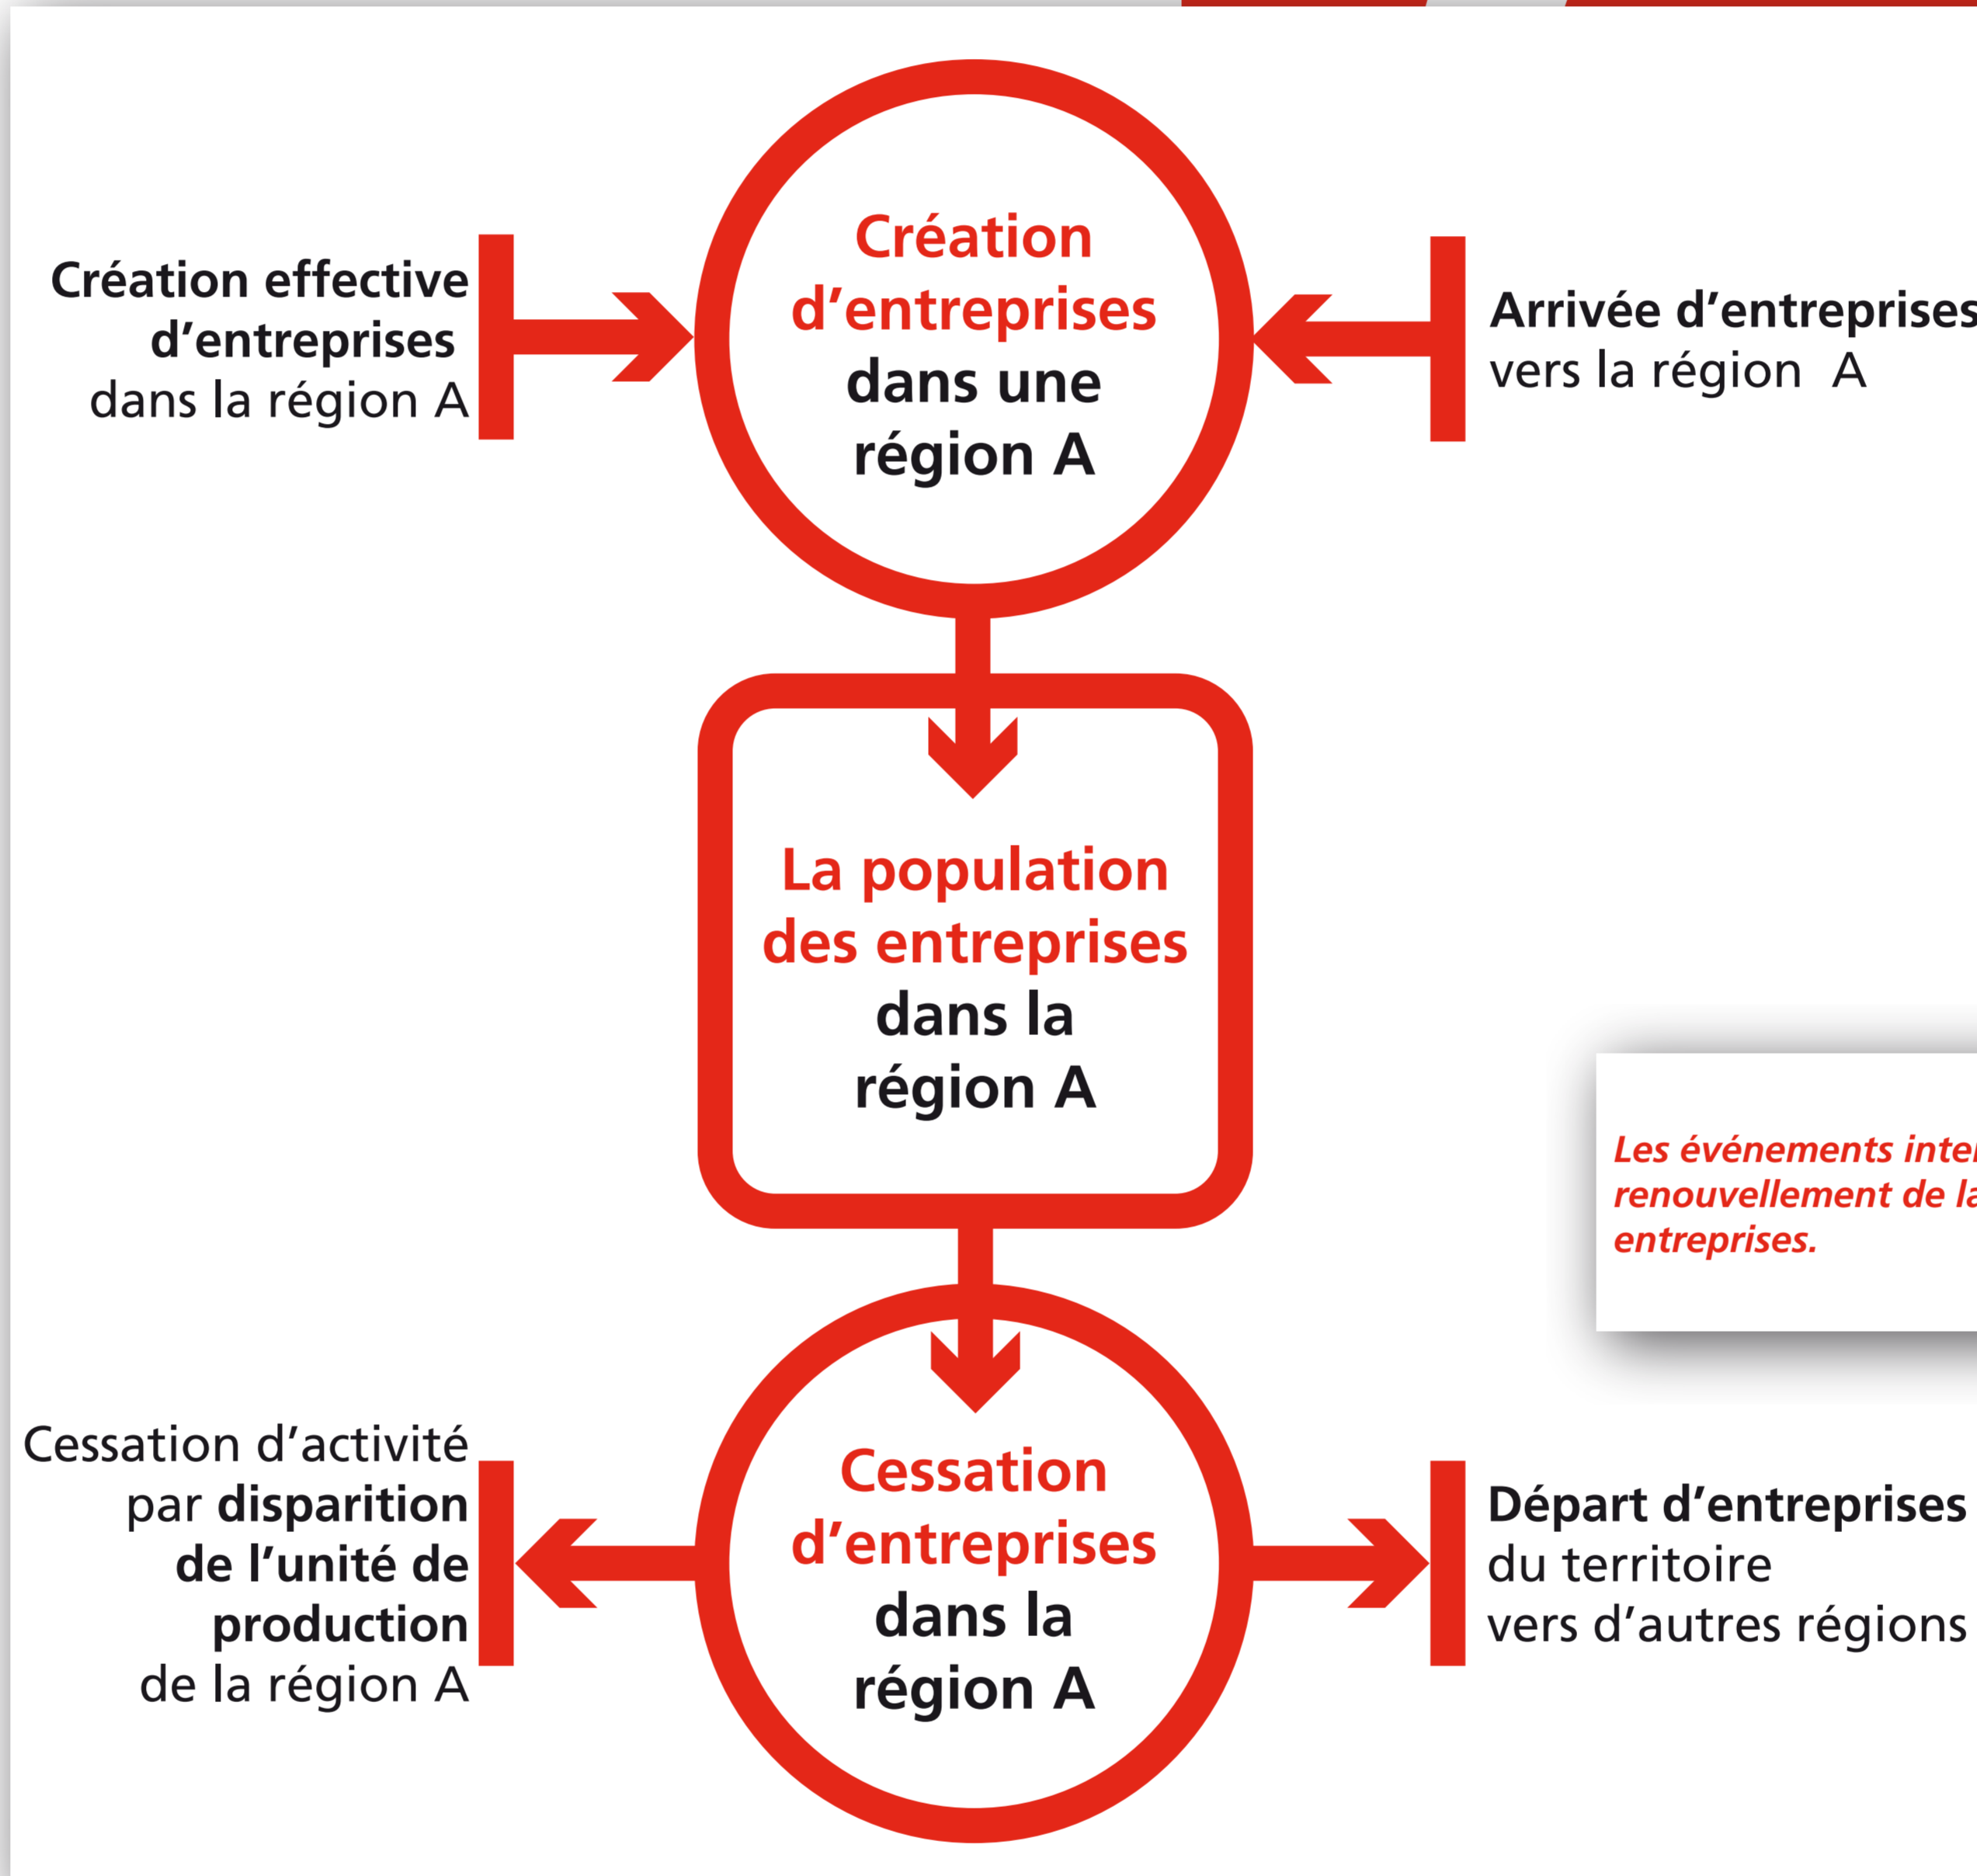 Création
d’entreprises
dans une
région A
Création effective
d’entreprises
dans la région A
Arrivée d’entreprises
vers la région A
La population
des entreprises
dans la
région A
Les événements
renouvellement de
entreprises.
Cessation d’activité
par disparition
de l’unité de
production
de la région A
Cessation
d’entreprises
dans la
région A
Départ d’entreprises
du territoire
vers d’autres régions